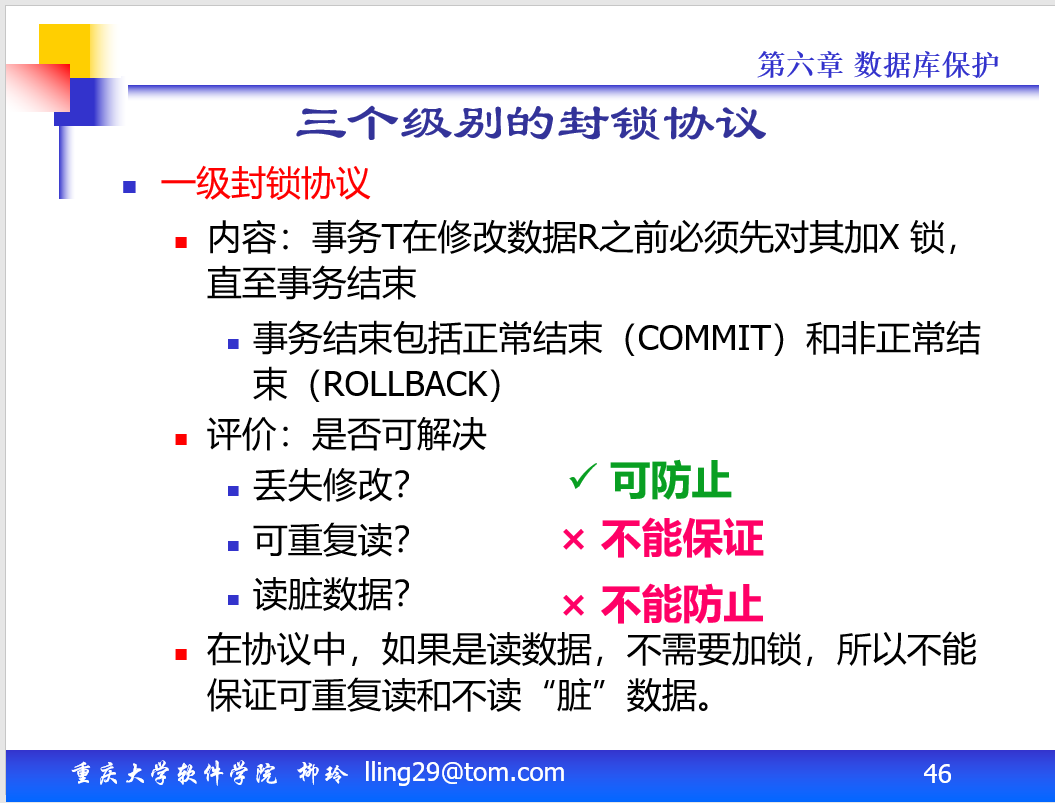 第六章 数据库保护
三个级别的封锁协议
一级封锁协议
内容：事务T在修改数据R之前必须先对其加X 锁，
直至事务结束
事务结束包括正常结束（COMMIT）和非正常结
束（ROLLBACK）
评价：是否可解决
丢失修改？
✓ 可防止
可重复读？
× 不能保证
读脏数据？
× 不能防止
在协议中，如果是读数据，不需要加锁，所以不能
保证可重复读和不读“脏”数据。
重庆大学软件学院 柳玲 lling29@tom.com
46